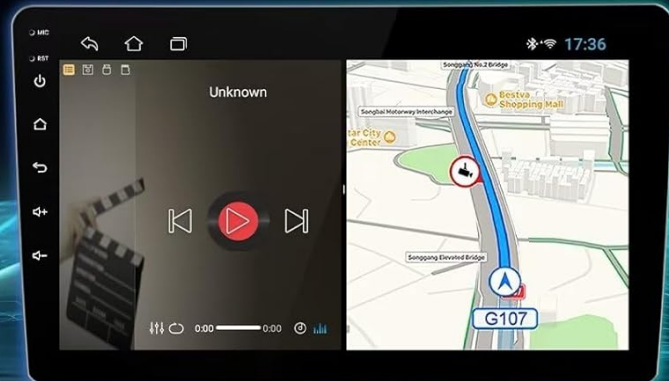 MIC
17:36
RST
Unknown
0:00
0:00
Songgang No.2 Bridge
Bestva
Shopping Mall
Songbai Motorway Interchange
tar City
Center
Songgang Elevated Bridge
G107